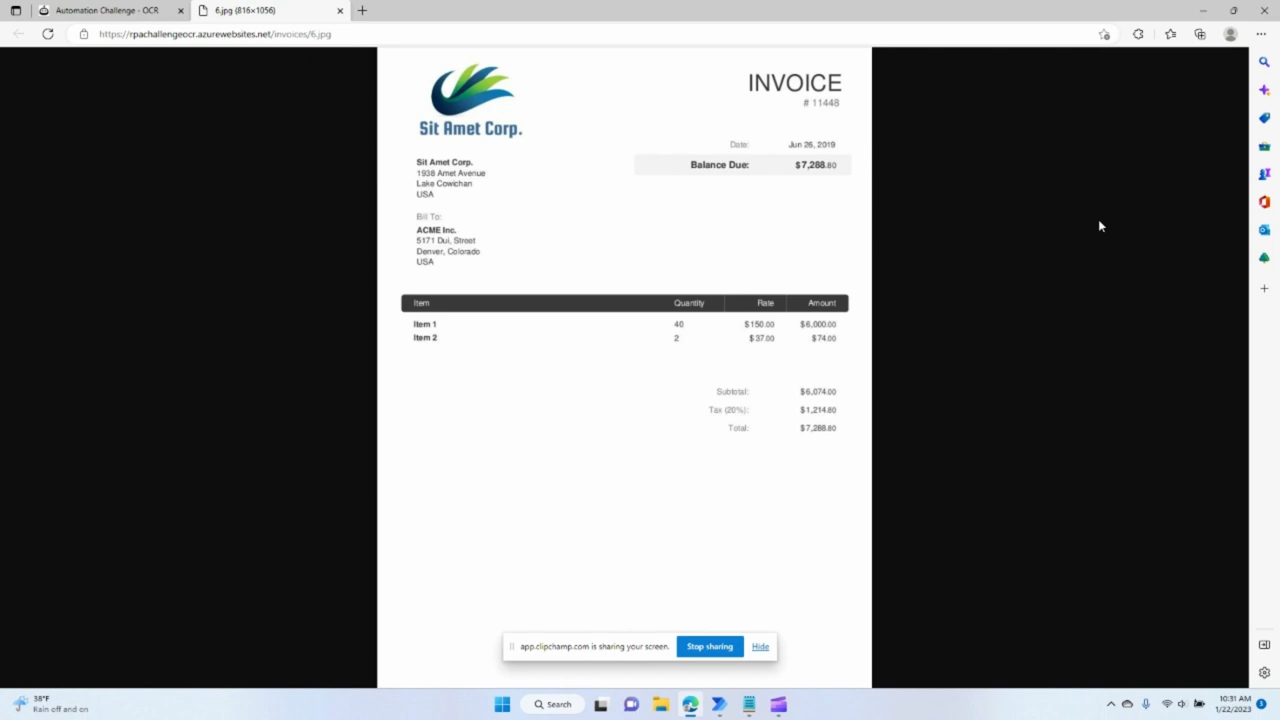 Automation Challenge - OCR
6.jpg (816×1056)
https://rpachallengeocr.azurewebsites.net/invoices/6.jpg
Sit Amet Corp.
INVOICE
# 11448
Date: Jun 26, 2019
Balance Due: $7,288.80
Sit Amet Corp.
1938 Amet Avenue
Lake Cowichan
USA
Bill To:
ACME Inc.
5171 Dui, Street
Denver, Colorado
USA
Item Quantity Rate Amount
Item 1 40 $150.00 $6,000.00
Item 2 2 $37.00 $74.00
Subtotal: $6,074.00
Tax (20%): $1,214.80
Total: $7,288.80
app.clipchamp.com is sharing your screen. Stop sharing Hide
38°F
Rain off and on
Search
10:31 AM
1/22/2023